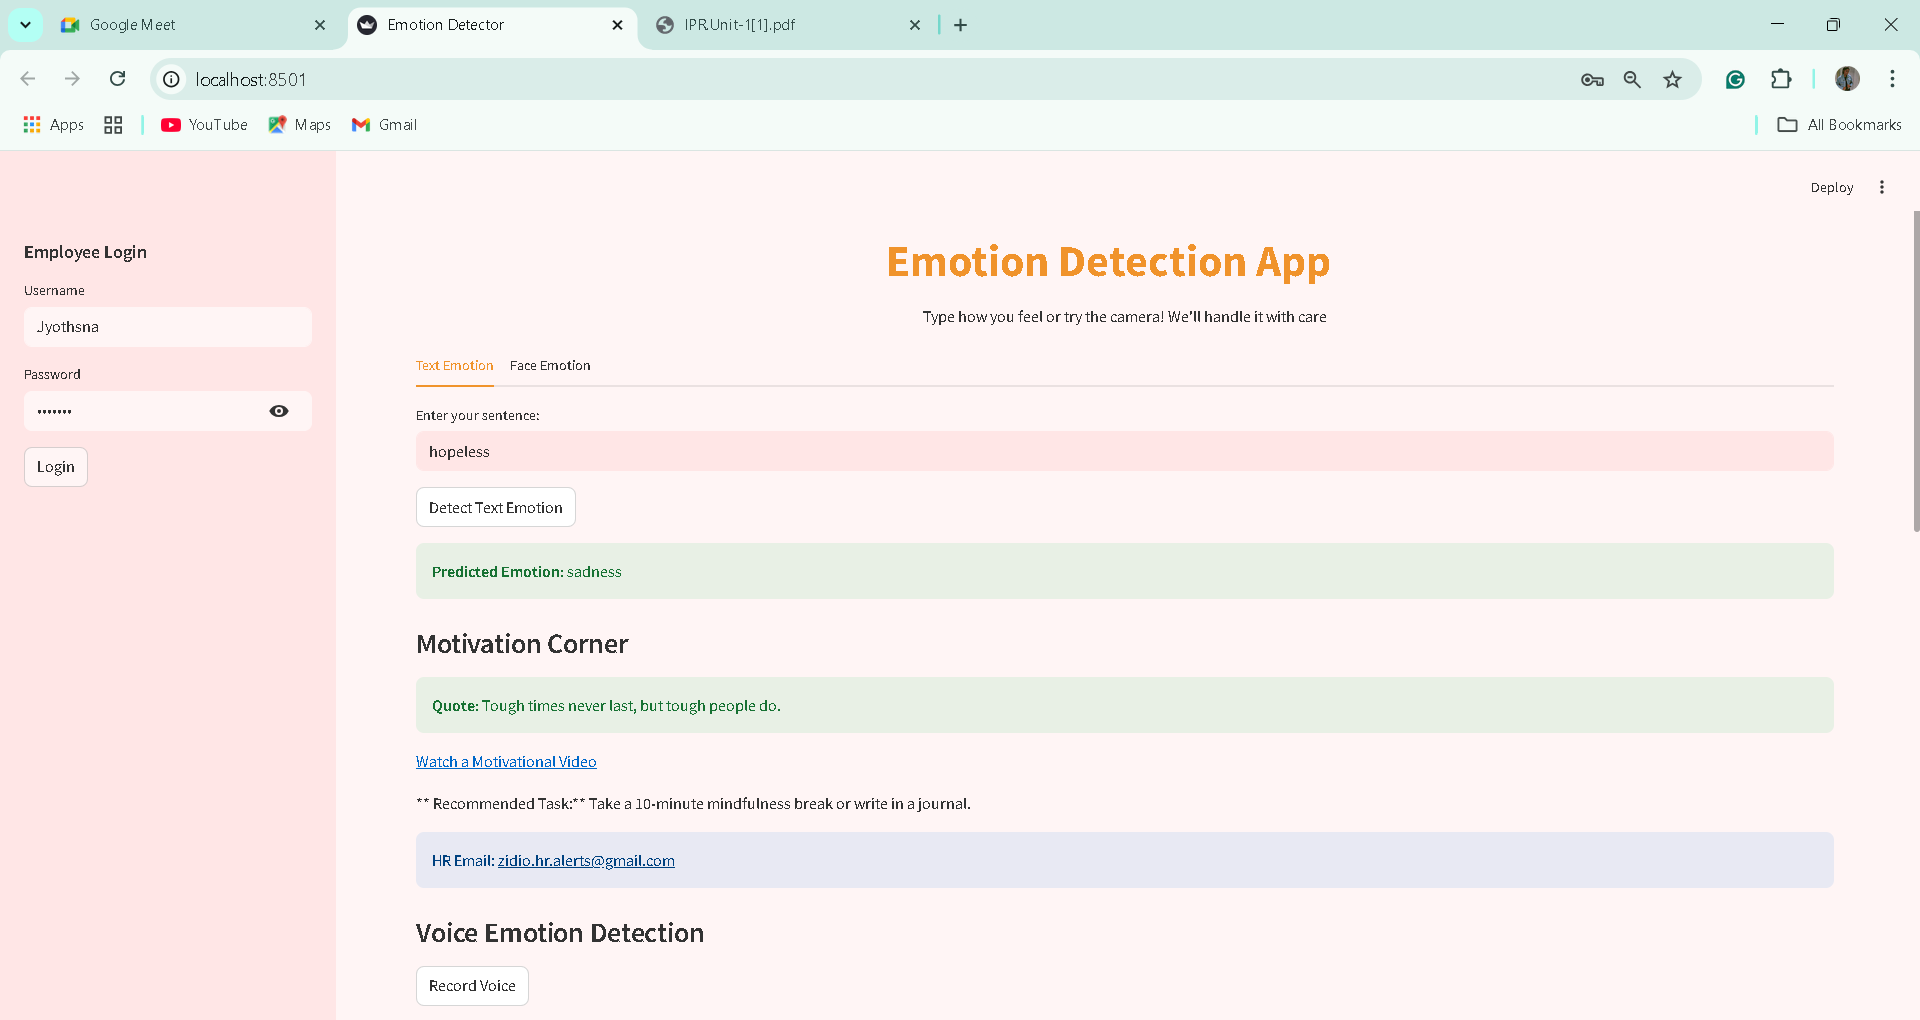 Google Meet
Emotion Detector
IPR.Unit-1[1].pdf
localhost:8501
Apps
YouTube
Maps
Gmail
All Bookmarks
Deploy
Employee Login
Username
Jyothsna
Password
•••••••
Login
Emotion Detection App
Type how you feel or try the camera! We'll handle it with care
Text Emotion
Face Emotion
Enter your sentence:
hopeless
Detect Text Emotion
Predicted Emotion: sadness
Motivation Corner
Quote: Tough times never last, but tough people do.
Watch a Motivational Video
** Recommended Task:** Take a 10-minute mindfulness break or write in a journal.
HR Email: zidio.hr.alerts@gmail.com
Voice Emotion Detection
Record Voice